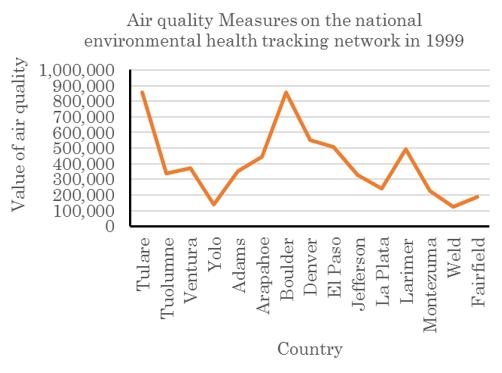 Air quality Measures on the national
environmental health tracking network in 1999
Value of air quality
1,000,000
900,000
800,000
700,000
600,000
500,000
400,000
300,000
200,000
100,000
0
Tulare
Tuolumne
Ventura
Yolo
Adams
Arapahoe
Boulder
Denver
El Paso
Jefferson
La Plata
Larimer
Montezuma
Weld
Fairfield
Country